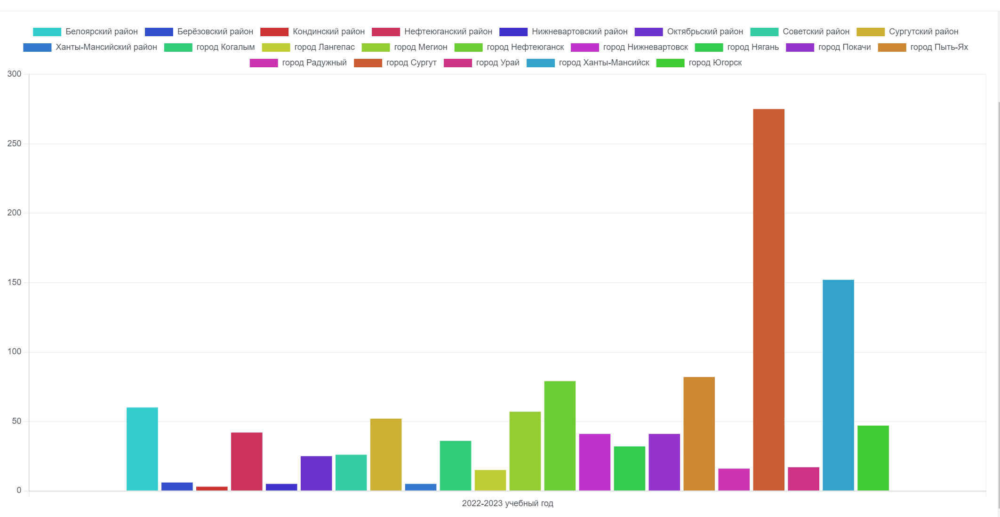 Белоярский район Берёзовский район Кондинский район Нефтеюганский район Нижневартовский район Октябрьский район Советский район Сургутский район
Ханты-Мансийский район город Когалым город Лангепас город Мегион город Нефтеюганск город Нижневартовск город Нягань город Покачи город Пыть-Ях
город Радужный город Сургут город Урай город Ханты-Мансийск город Югорск
300
250
200
150
100
50
0
2022-2023 учебный год